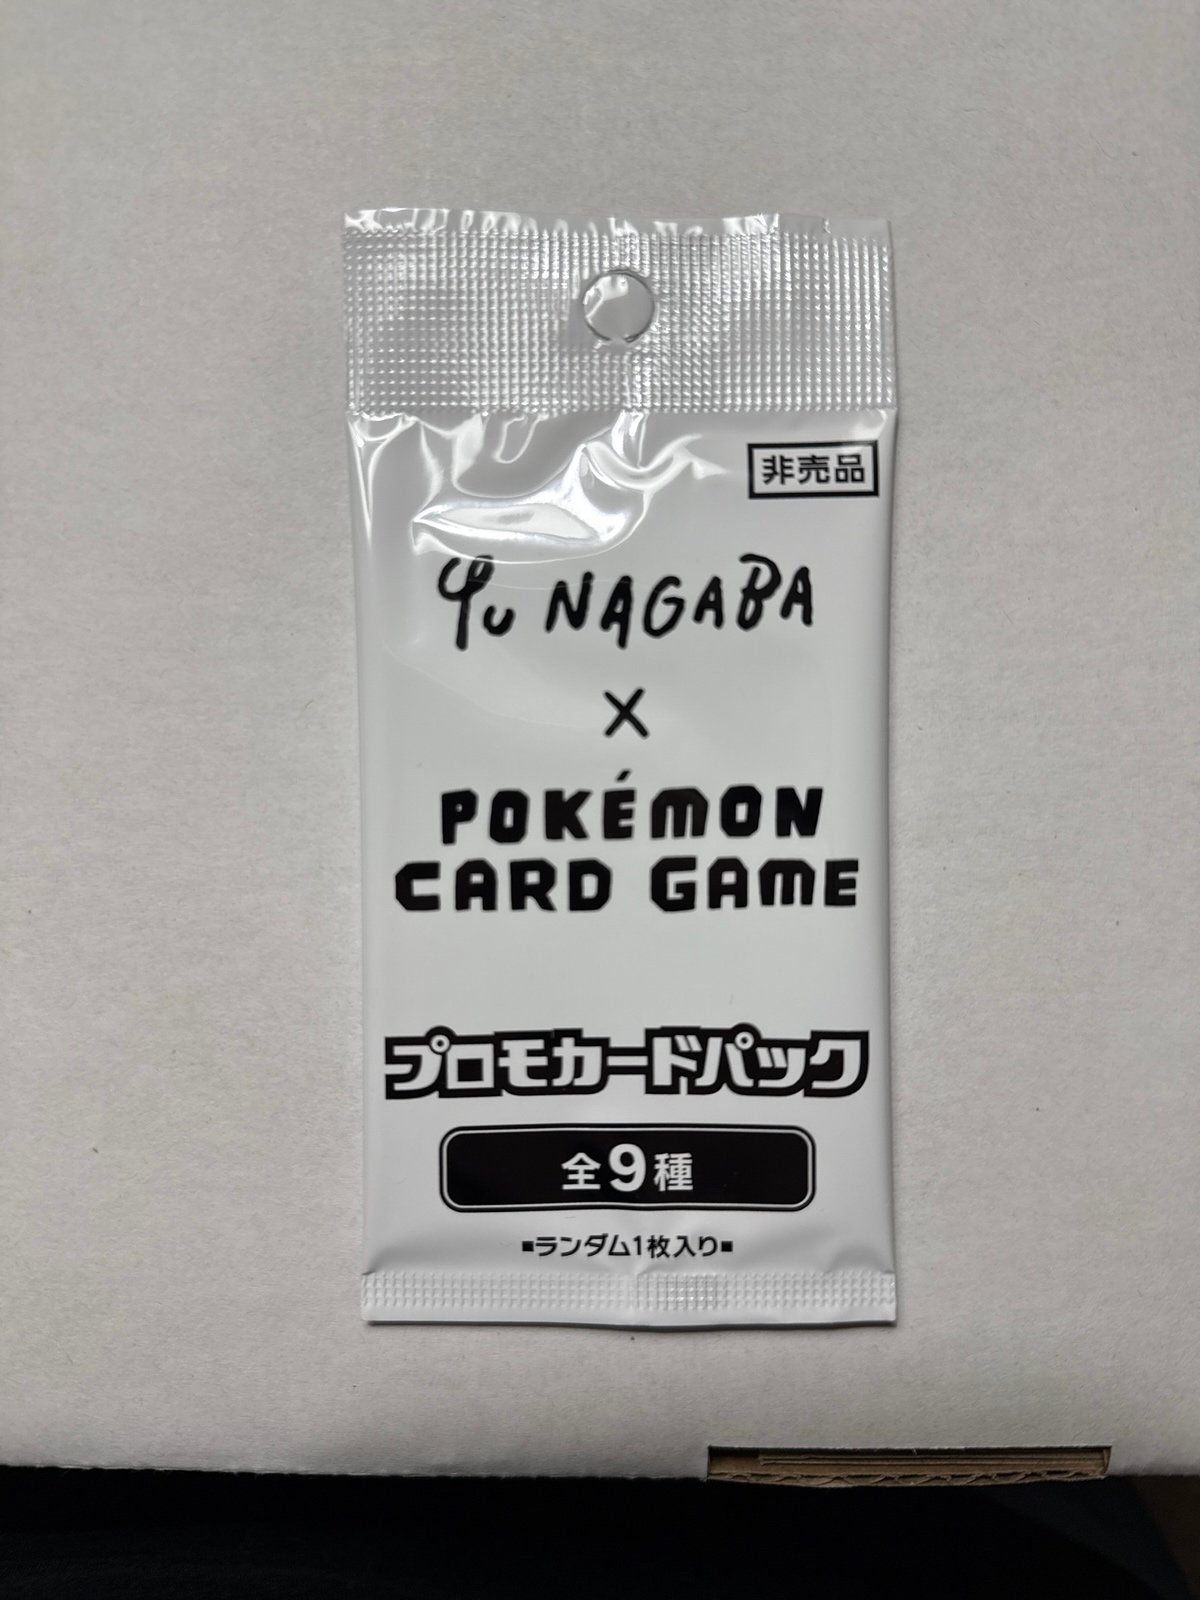 非売品
Yu NAGABA
×
POKÉMON
CARD GAME
プロモカードパック
全9種
■ランダム1枚入り■